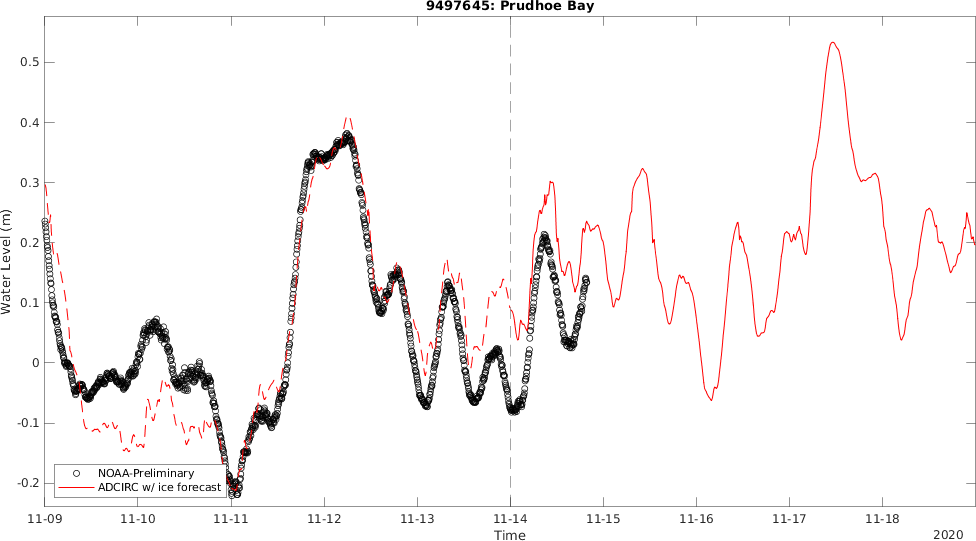 9497645: Prudhoe Bay
Water Level (m)
0.5
0.4
0.3
0.2
0.1
0
-0.1
-0.2
NOAA-Preliminary
ADCIRC w/ ice forecast
11-09 11-10 11-11 11-12 11-13 11-14 11-15 11-16 11-17 11-18
Time
2020